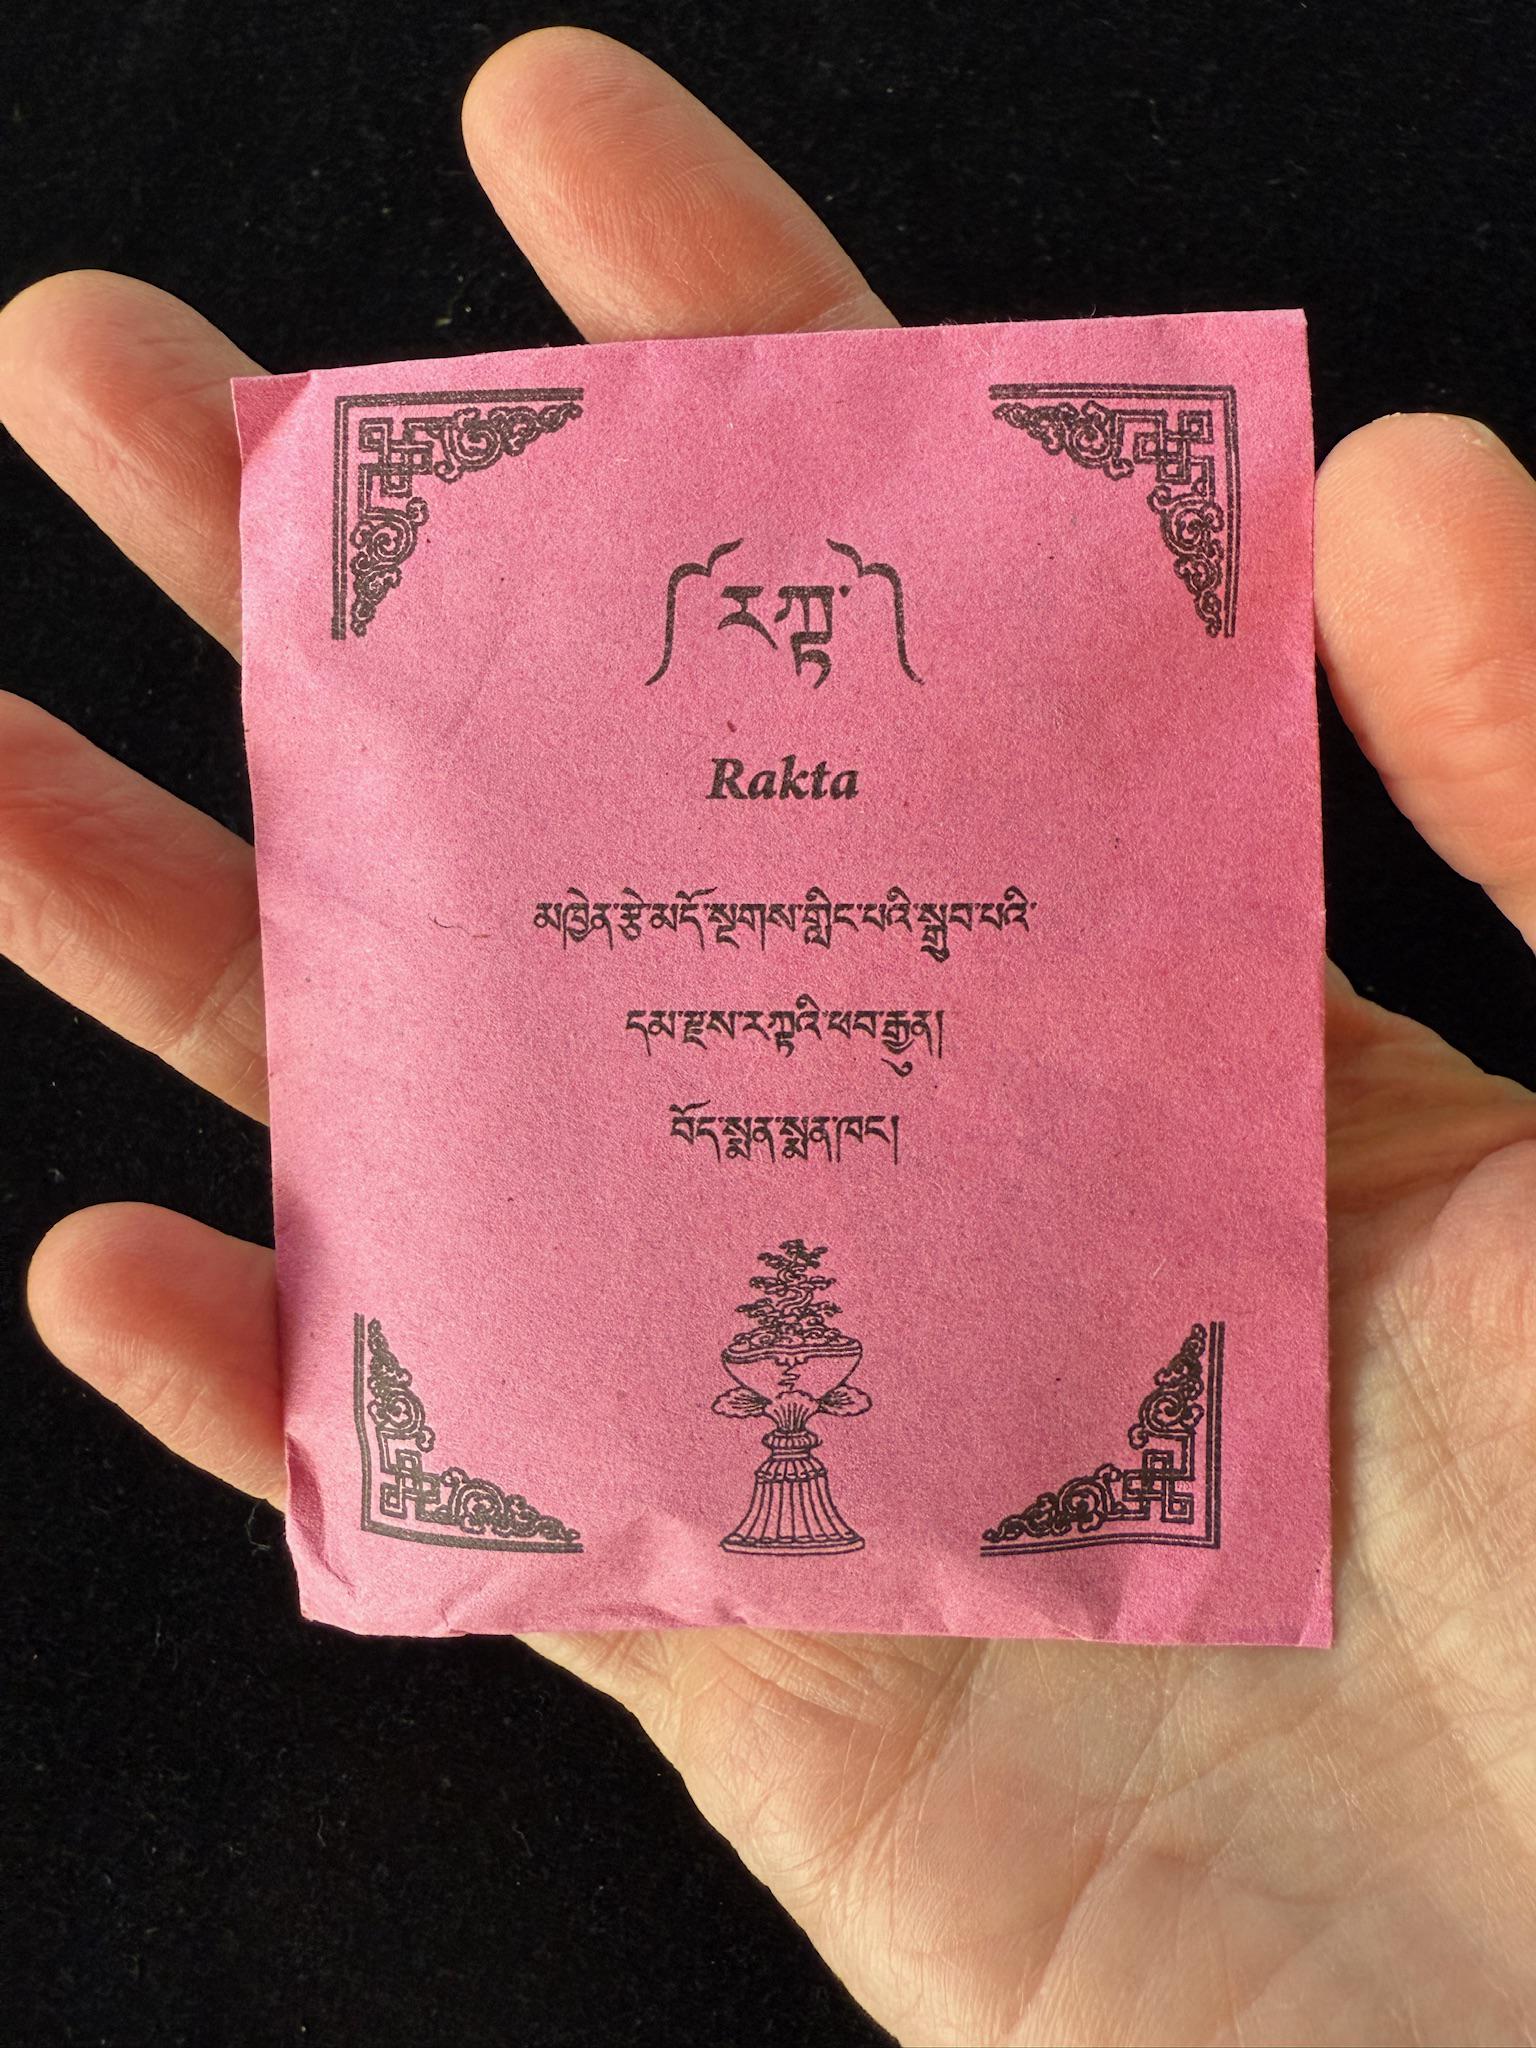 ༼རཀྟ་༽
Rakta
མཁྱེན་རྩེ་མདོ་སྔགས་གླིང་པའི་སྒྲུབ་པའི་
དམ་རྫས་རཀྟའི་ཕབ་རྒྱུན།
བོད་སྨན་སྨན་ཁང་།